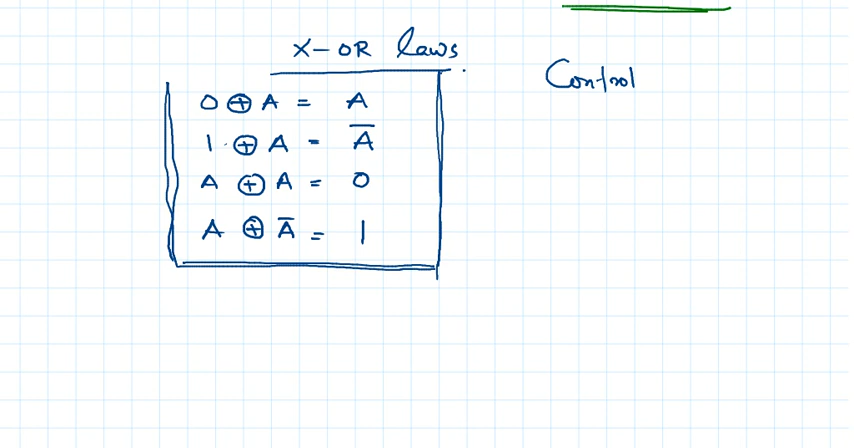 X-OR laws.
Control
0 ⊕ A = A
1 ⊕ A = A̅
A ⊕ A = 0
A ⊕ A̅ = 1